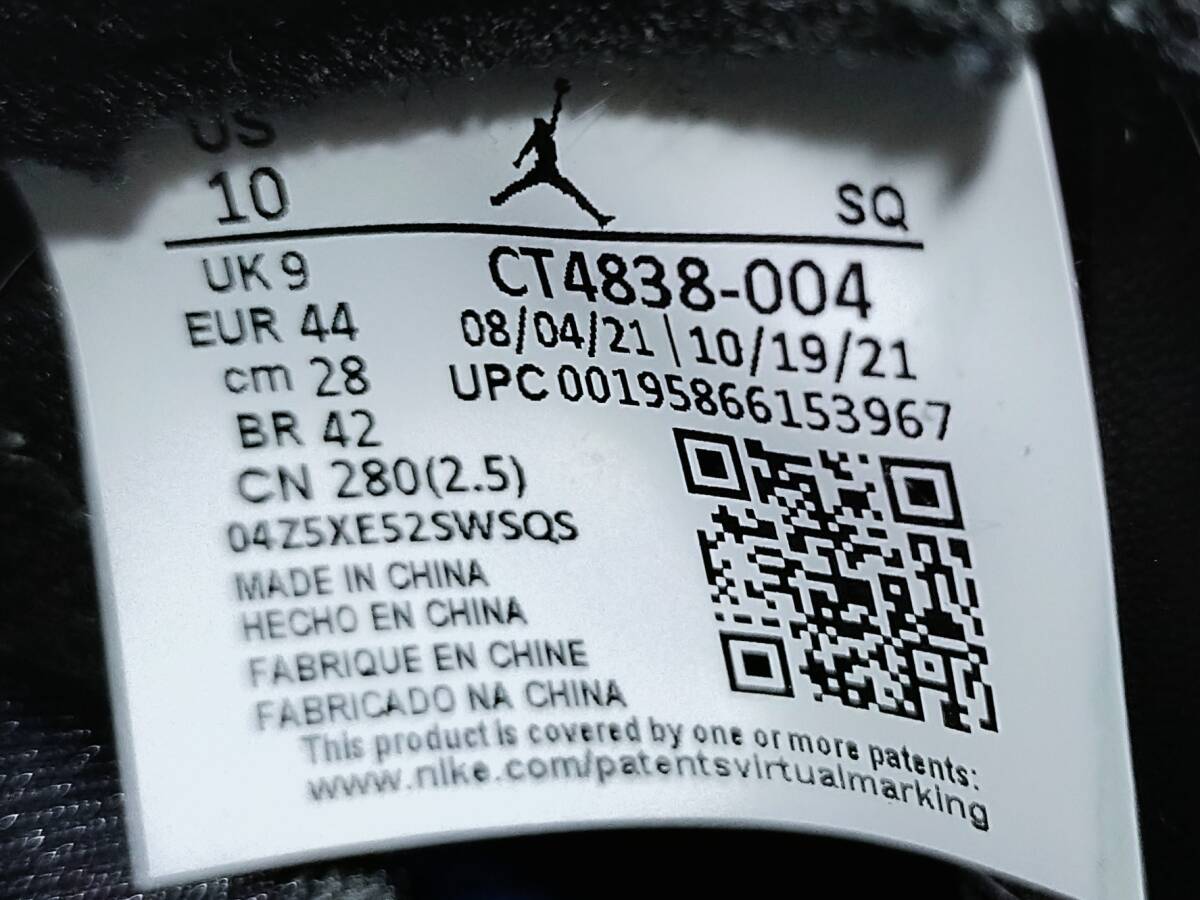 US
10
SQ
UK 9
CT4838-004
EUR 44
08/04/21 | 10/19/21
cm 28
UPC 00195866153967
BR 42
CN 280(2.5)
04Z5XE52SWSQS
MADE IN CHINA
HECHO EN CHINA
FABRIQUE EN CHINE
FABRICADO NA CHINA
This product is covered by one or more patents:
www.nike.com/patentsvirtualmarking